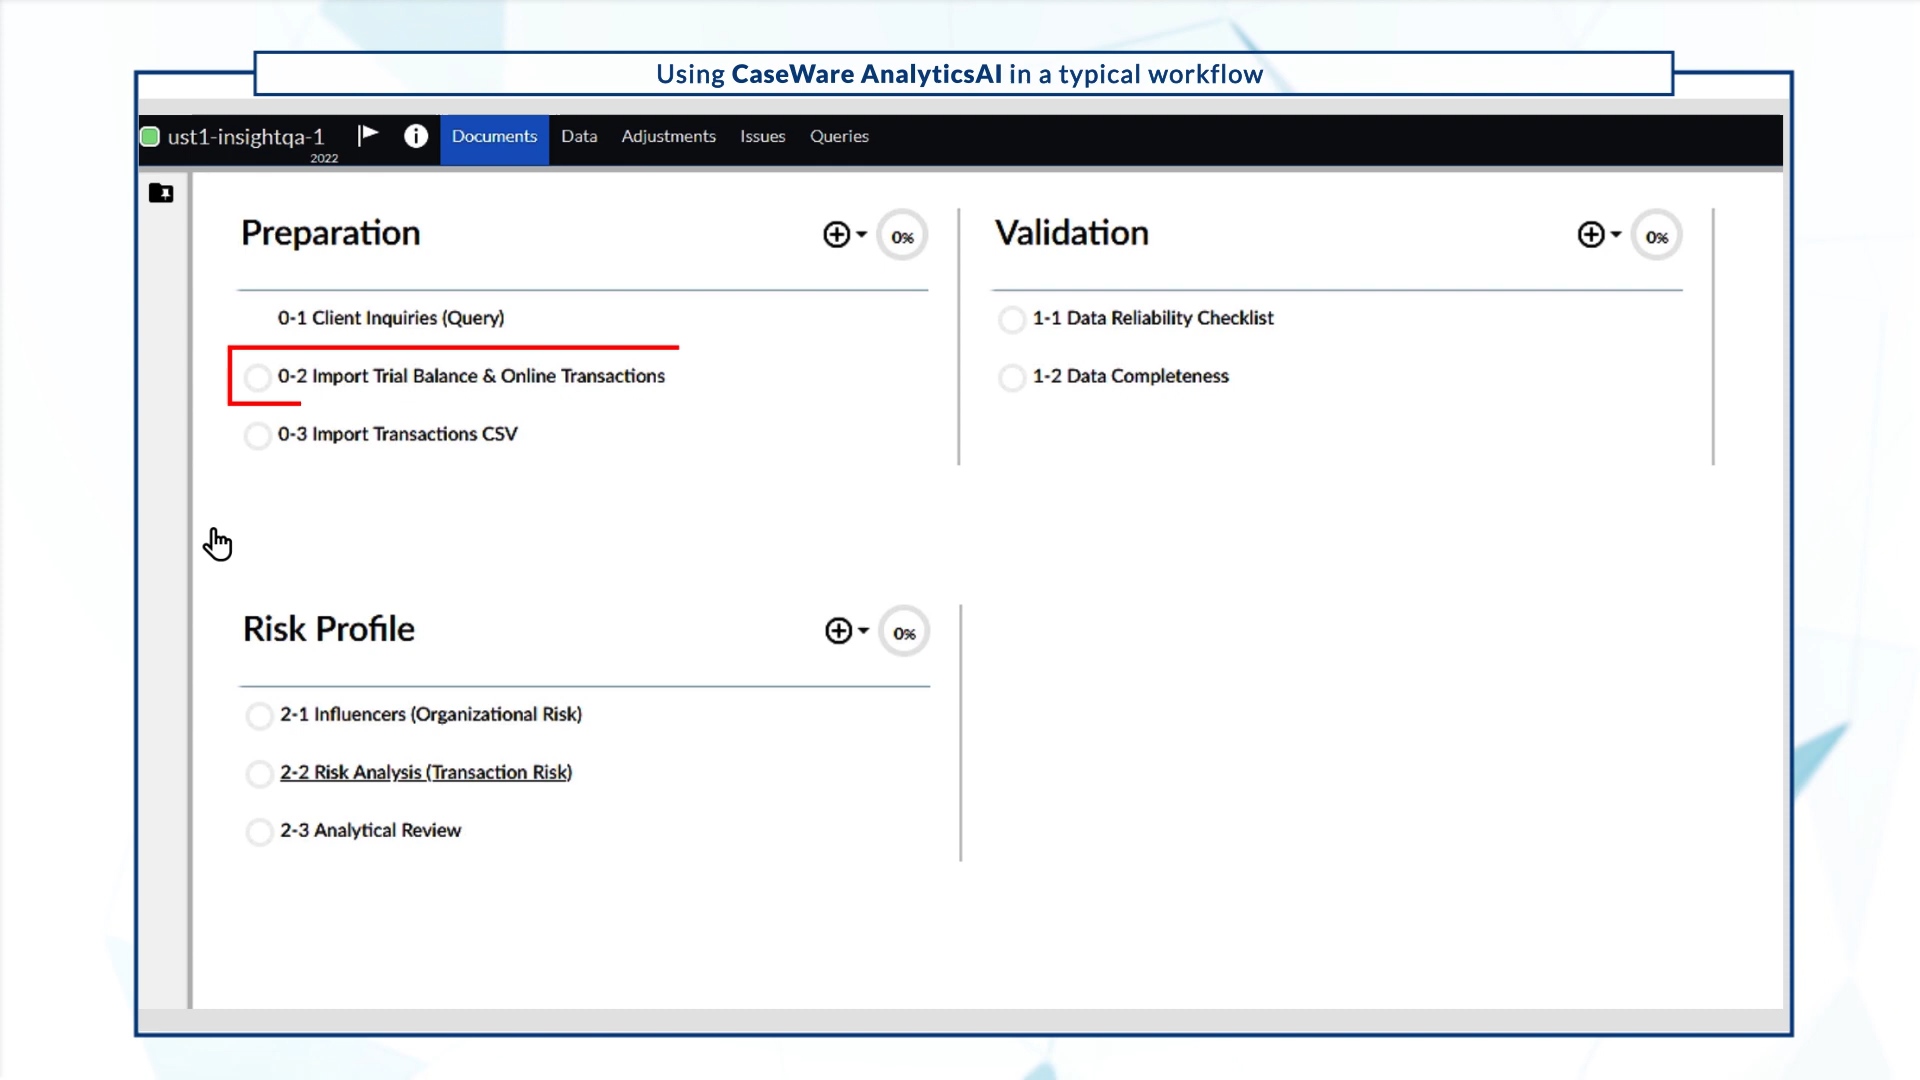 Using CaseWare AnalyticsAI in a typical workflow
ust1-insightqa-1
2022
Documents
Data
Adjustments
Issues
Queries
Preparation
0%
0-1 Client Inquiries (Query)
0-2 Import Trial Balance & Online Transactions
0-3 Import Transactions CSV
Validation
0%
1-1 Data Reliability Checklist
1-2 Data Completeness
Risk Profile
0%
2-1 Influencers (Organizational Risk)
2-2 Risk Analysis (Transaction Risk)
2-3 Analytical Review